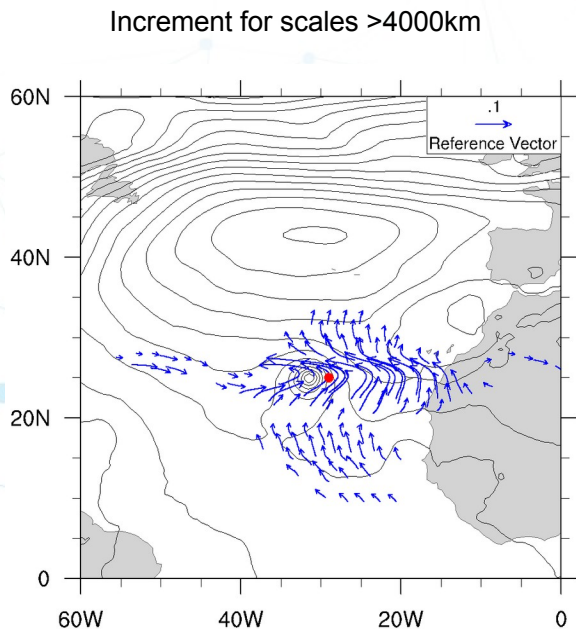 Increment for scales >4000km
.1
Reference Vector
60N
40N
20N
0
60W
40W
20W
0